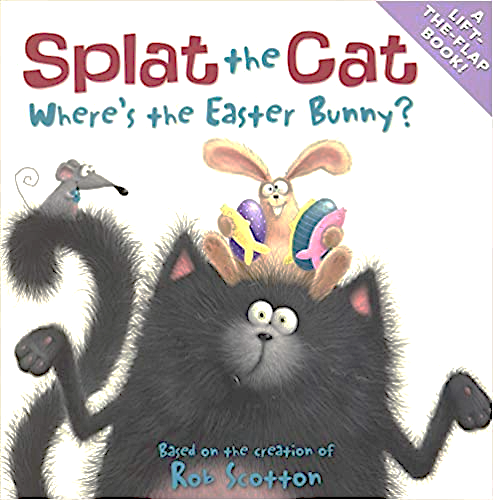 Splat the Cat
Where's the Easter Bunny?
A
LIFT-
THE-FLAP
BOOK!
Based on the creation of
Rob Scotton